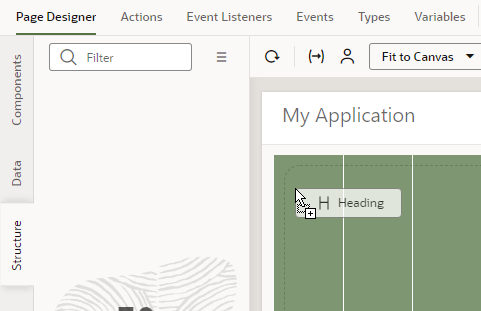 Page Designer Actions Event Listeners Events Types Variables
Filter
Fit to Canvas
Components
Data
Structure
My Application
H Heading